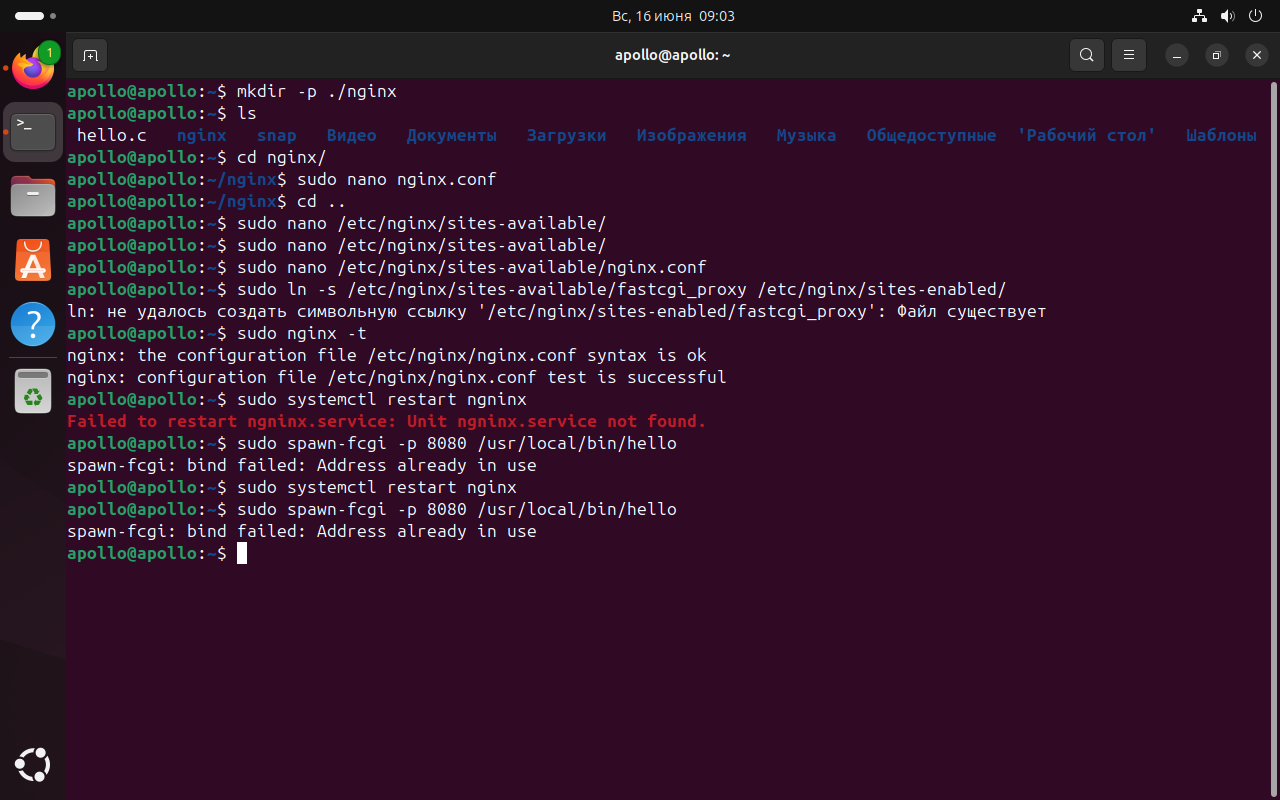 Вс, 16 июня 09:03
1
apollo@apollo: ~
apollo@apollo:~$ mkdir -p ./nginx
apollo@apollo:~$ ls
hello.c nginx snap Видео Документы Загрузки Изображения Музыка Общедоступные 'Рабочий стол' Шаблоны
apollo@apollo:~$ cd nginx/
apollo@apollo:~/nginx$ sudo nano nginx.conf
apollo@apollo:~/nginx$ cd ..
apollo@apollo:~$ sudo nano /etc/nginx/sites-available/
apollo@apollo:~$ sudo nano /etc/nginx/sites-available/
apollo@apollo:~$ sudo nano /etc/nginx/sites-available/nginx.conf
apollo@apollo:~$ sudo ln -s /etc/nginx/sites-available/fastcgi_proxy /etc/nginx/sites-enabled/
ln: не удалось создать символьную ссылку '/etc/nginx/sites-enabled/fastcgi_proxy': Файл существует
apollo@apollo:~$ sudo nginx -t
nginx: the configuration file /etc/nginx/nginx.conf syntax is ok
nginx: configuration file /etc/nginx/nginx.conf test is successful
apollo@apollo:~$ sudo systemctl restart ngninx
Failed to restart ngninx.service: Unit ngninx.service not found.
apollo@apollo:~$ sudo spawn-fcgi -p 8080 /usr/local/bin/hello
spawn-fcgi: bind failed: Address already in use
apollo@apollo:~$ sudo systemctl restart nginx
apollo@apollo:~$ sudo spawn-fcgi -p 8080 /usr/local/bin/hello
spawn-fcgi: bind failed: Address already in use
apollo@apollo:~$